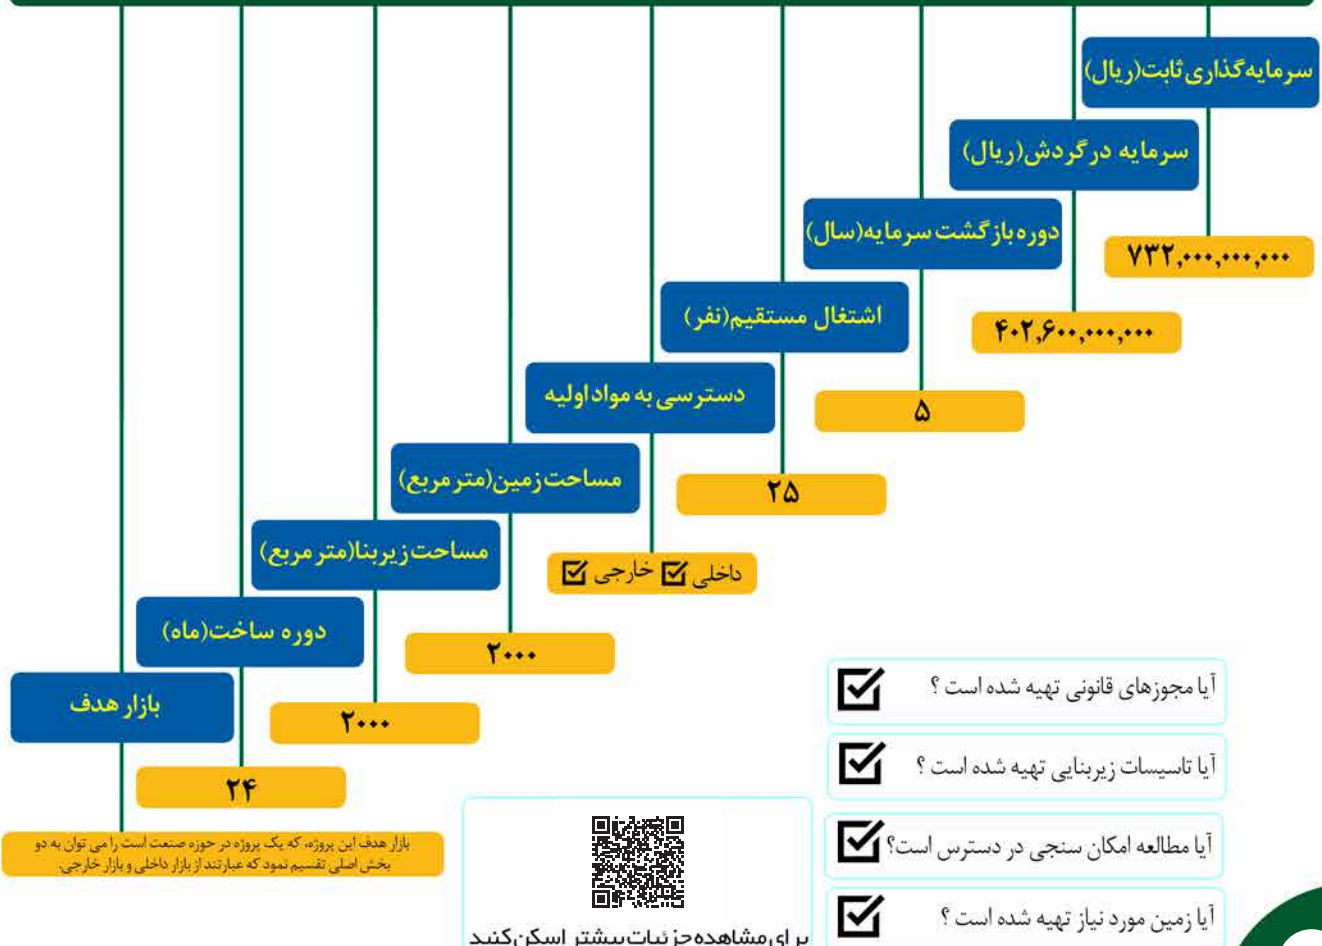 سرمایه‌گذاری ثابت(ریال)
۷۳۲,۰۰۰,۰۰۰,۰۰۰
سرمایه در گردش(ریال)
۴۰۲,۶۰۰,۰۰۰,۰۰۰
دوره بازگشت سرمایه(سال)
۵
اشتغال مستقیم(نفر)
۲۵
دسترسی به مواد اولیه
داخلی ☑ خارجی ☑
مساحت زمین(متر مربع)
۲۰۰۰
مساحت زیربنا(متر مربع)
۲۰۰۰
دوره ساخت(ماه)
۲۴
بازار هدف
بازار هدف این پروژه، که یک پروژه در حوزه صنعت است را می توان به دو
بخش اصلی تقسیم نمود که عبارتند از بازار داخلی و بازار خارجی.
آیا مجوزهای قانونی تهیه شده است ؟ ☑
آیا تاسیسات زیربنایی تهیه شده است ؟ ☑
آیا مطالعه امکان سنجی در دسترس است؟ ☑
آیا زمین مورد نیاز تهیه شده است ؟ ☑
برای مشاهده جزئیات بیشتر اسکن کنید